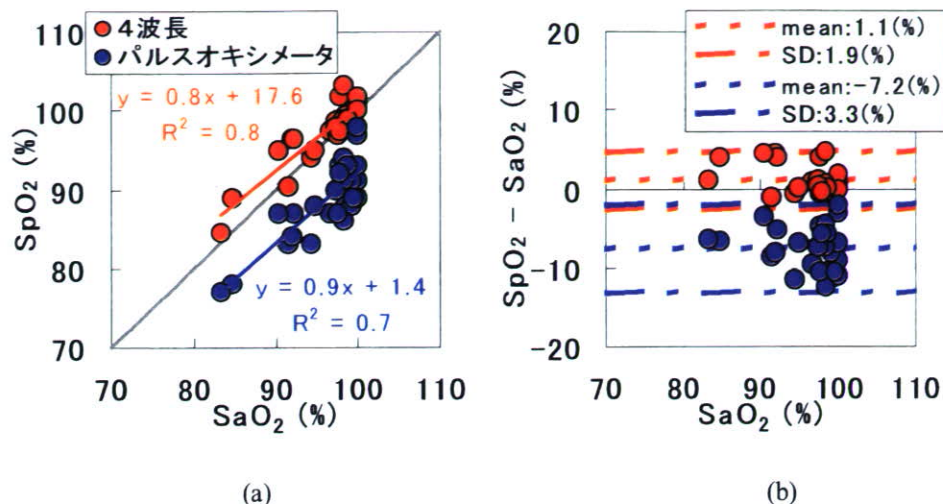 (a)
110
4波長
パルスオキシメータ
y = 0.8x + 17.6
R² = 0.8
100
90
80
70
SpO₂ (%)
y = 0.9x + 1.4
R² = 0.7
70 80 90 100 110
SaO₂ (%)
(a)
(b)
20
mean:1.1(%)
SD:1.9(%)
mean:-7.2(%)
SD:3.3(%)
10
0
-10
-20
SpO₂ - SaO₂ (%)
70 80 90 100 110
SaO₂ (%)
(b)